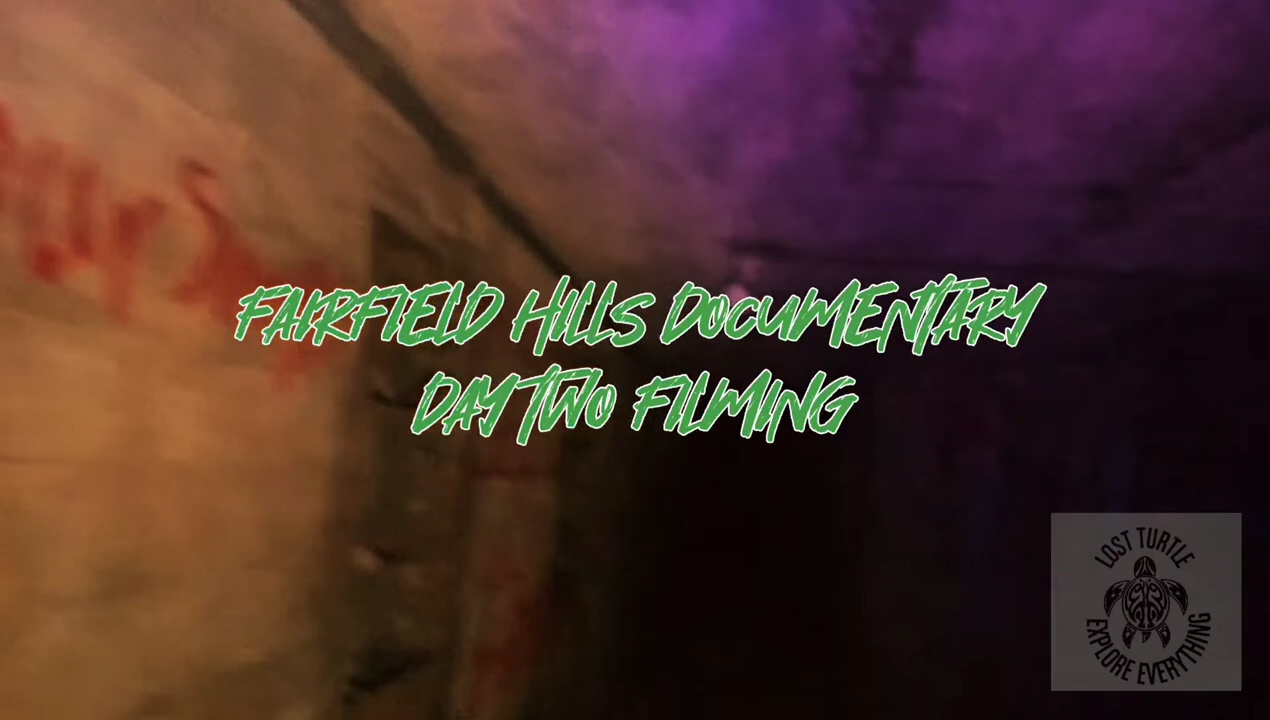 FAIRFIELD HILLS DOCUMENTARY
DAY TWO FILMING
LOST TURTLE
EXPLORE EVERYTHING